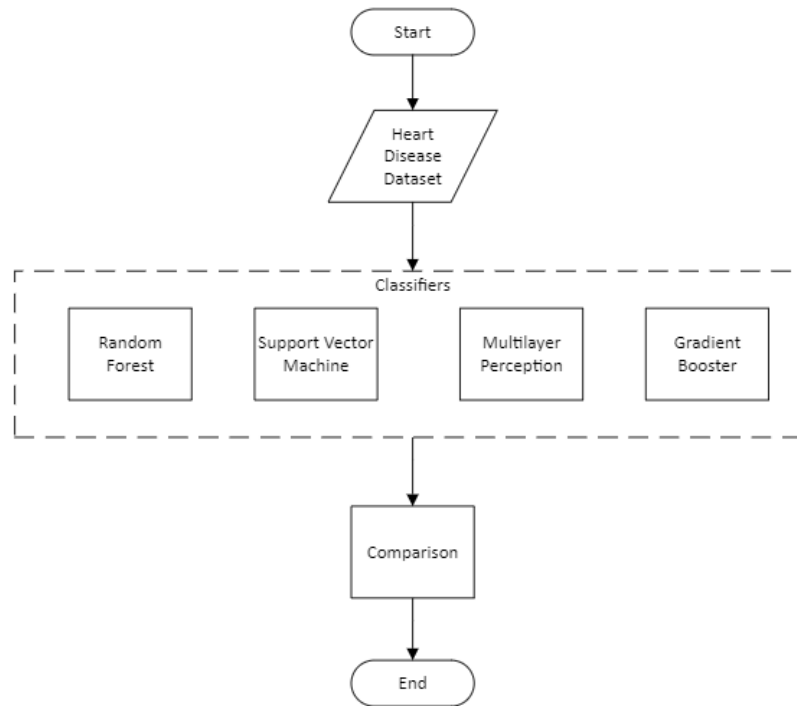 Start
Heart
Disease
Dataset
Classifiers
Random
Forest
Support Vector
Machine
Multilayer
Perception
Gradient
Booster
Comparison
End